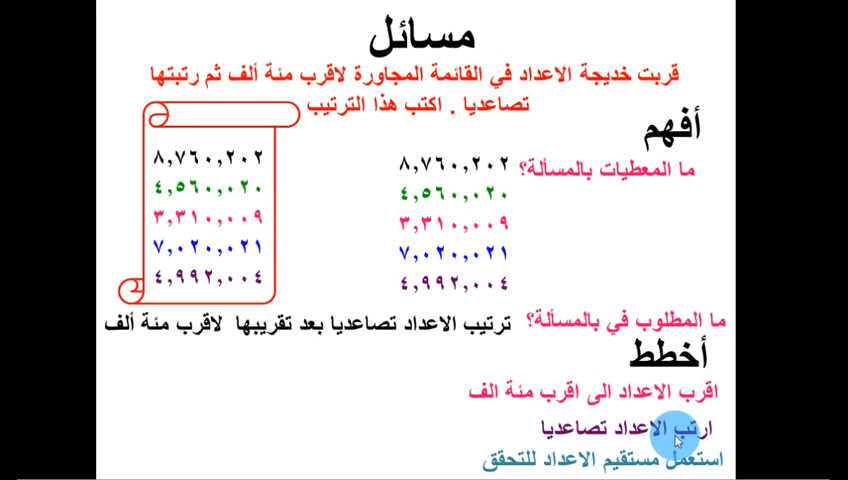 مسائل
قربت خديجة الاعداد في القائمة المجاورة لاقرب مئة ألف ثم رتبتها
تصاعديا . اكتب هذا الترتيب
أفهم
ما المعطيات بالمسألة؟
٨,٧٦٠,٢٠٢
٤,٥٦٠,٠٢٠
٣,٣١٠,٠٠٩
٧,٠٢٠,٠٢١
٤,٩٩٢,٠٠٤
٨,٧٦٠,٢٠٢
٤,٥٦٠,٠٢٠
٣,٣١٠,٠٠٩
٧,٠٢٠,٠٢١
٤,٩٩٢,٠٠٤
ما المطلوب في بالمسألة؟ ترتيب الاعداد تصاعديا بعد تقريبها لاقرب مئة ألف
أخطط
اقرب الاعداد الى اقرب مئة الف
ارتب الاعداد تصاعديا
استعمل مستقيم الاعداد للتحقق